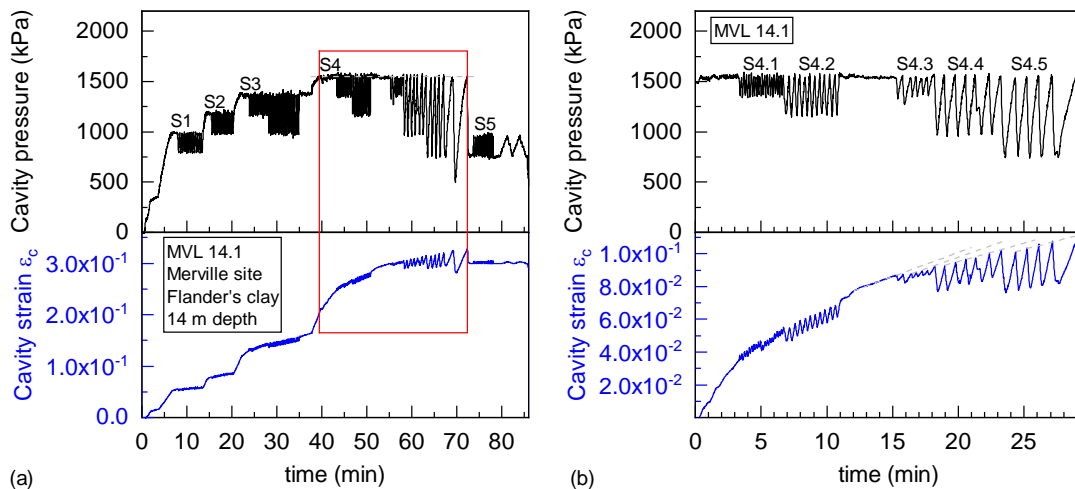 2000
1500
1000
500
0
Cavity pressure (kPa)
S1
S2
S3
S4
S5
3.0x10⁻¹
2.0x10⁻¹
1.0x10⁻¹
0.0
Cavity strain εc
MVL 14.1
Merville site
Flander's clay
14 m depth
0 10 20 30 40 50 60 70 80
time (min)
(a)
2000
1500
1000
500
0
Cavity pressure (kPa)
MVL 14.1
S4.1
S4.2
S4.3
S4.4
S4.5
1.0x10⁻¹
8.0x10⁻²
6.0x10⁻²
4.0x10⁻²
2.0x10⁻²
Cavity strain εc
0 5 10 15 20 25
time (min)
(b)